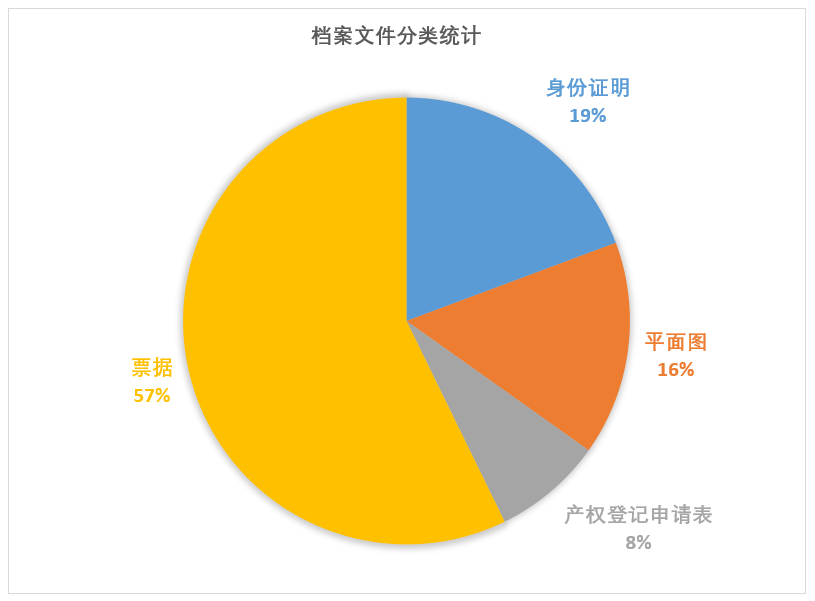 档案文件分类统计
身份证明
19%
平面图
16%
票据
57%
产权登记申请表
8%